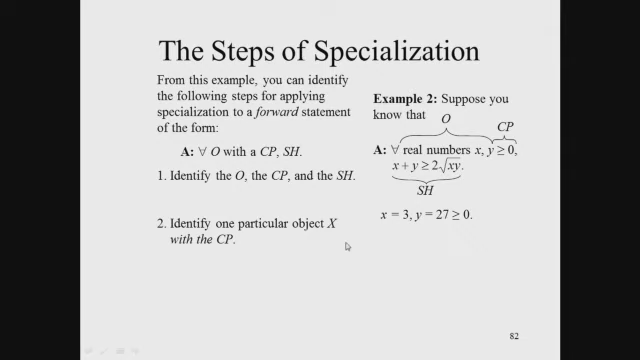 The Steps of Specialization
From this example, you can identify
the following steps for applying
specialization to a forward statement
of the form:
A: ∀ O with a CP, SH.
1. Identify the O, the CP, and the SH.
2. Identify one particular object X
with the CP.
Example 2: Suppose you
know that
O
CP
A: ∀ real numbers x, y ≥ 0,
x + y ≥ 2√xy.
SH
x = 3, y = 27 ≥ 0.
82